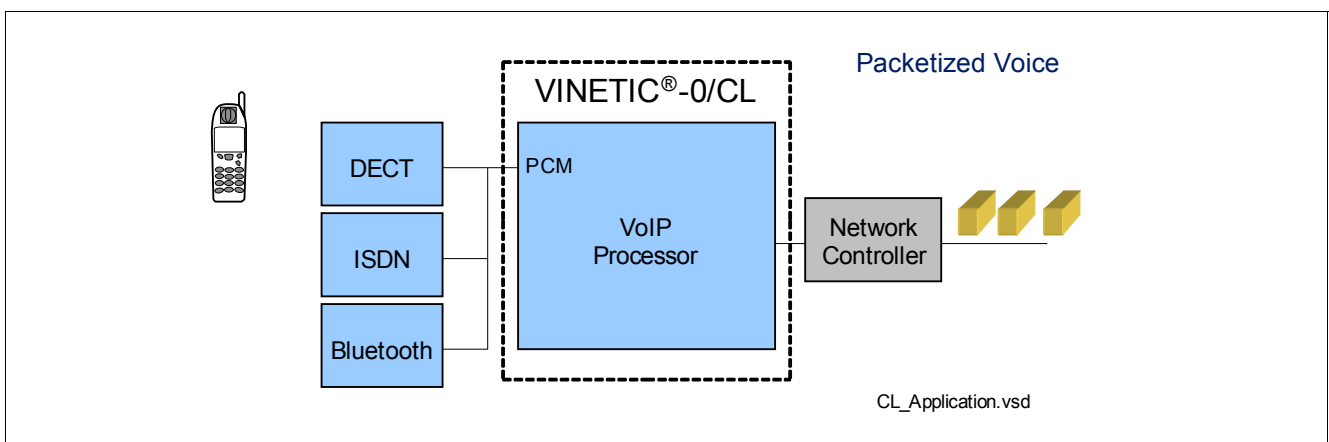 Packetized Voice
VINETIC®-0/CL
DECT
PCM
ISDN
VoIP
Processor
Network
Controller
Bluetooth
CL_Application.vsd